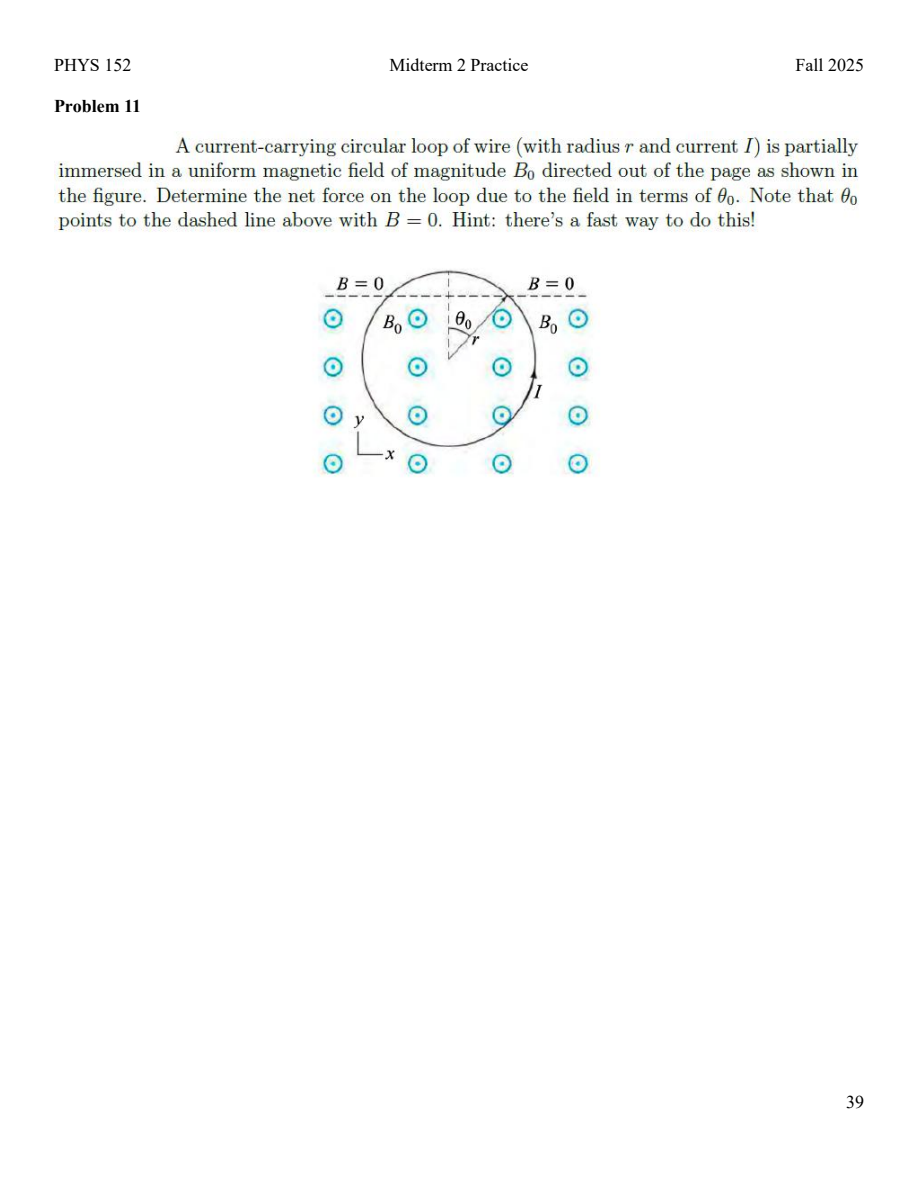 PHYS 152 Midterm 2 Practice Fall 2025
Problem 11
A current-carrying circular loop of wire (with radius r and current I) is partially
immersed in a uniform magnetic field of magnitude B₀ directed out of the page as shown in
the figure. Determine the net force on the loop due to the field in terms of θ₀. Note that θ₀
points to the dashed line above with B = 0. Hint: there's a fast way to do this!
B = 0 B = 0
B₀ θ₀ B₀
r
I
y
x
39